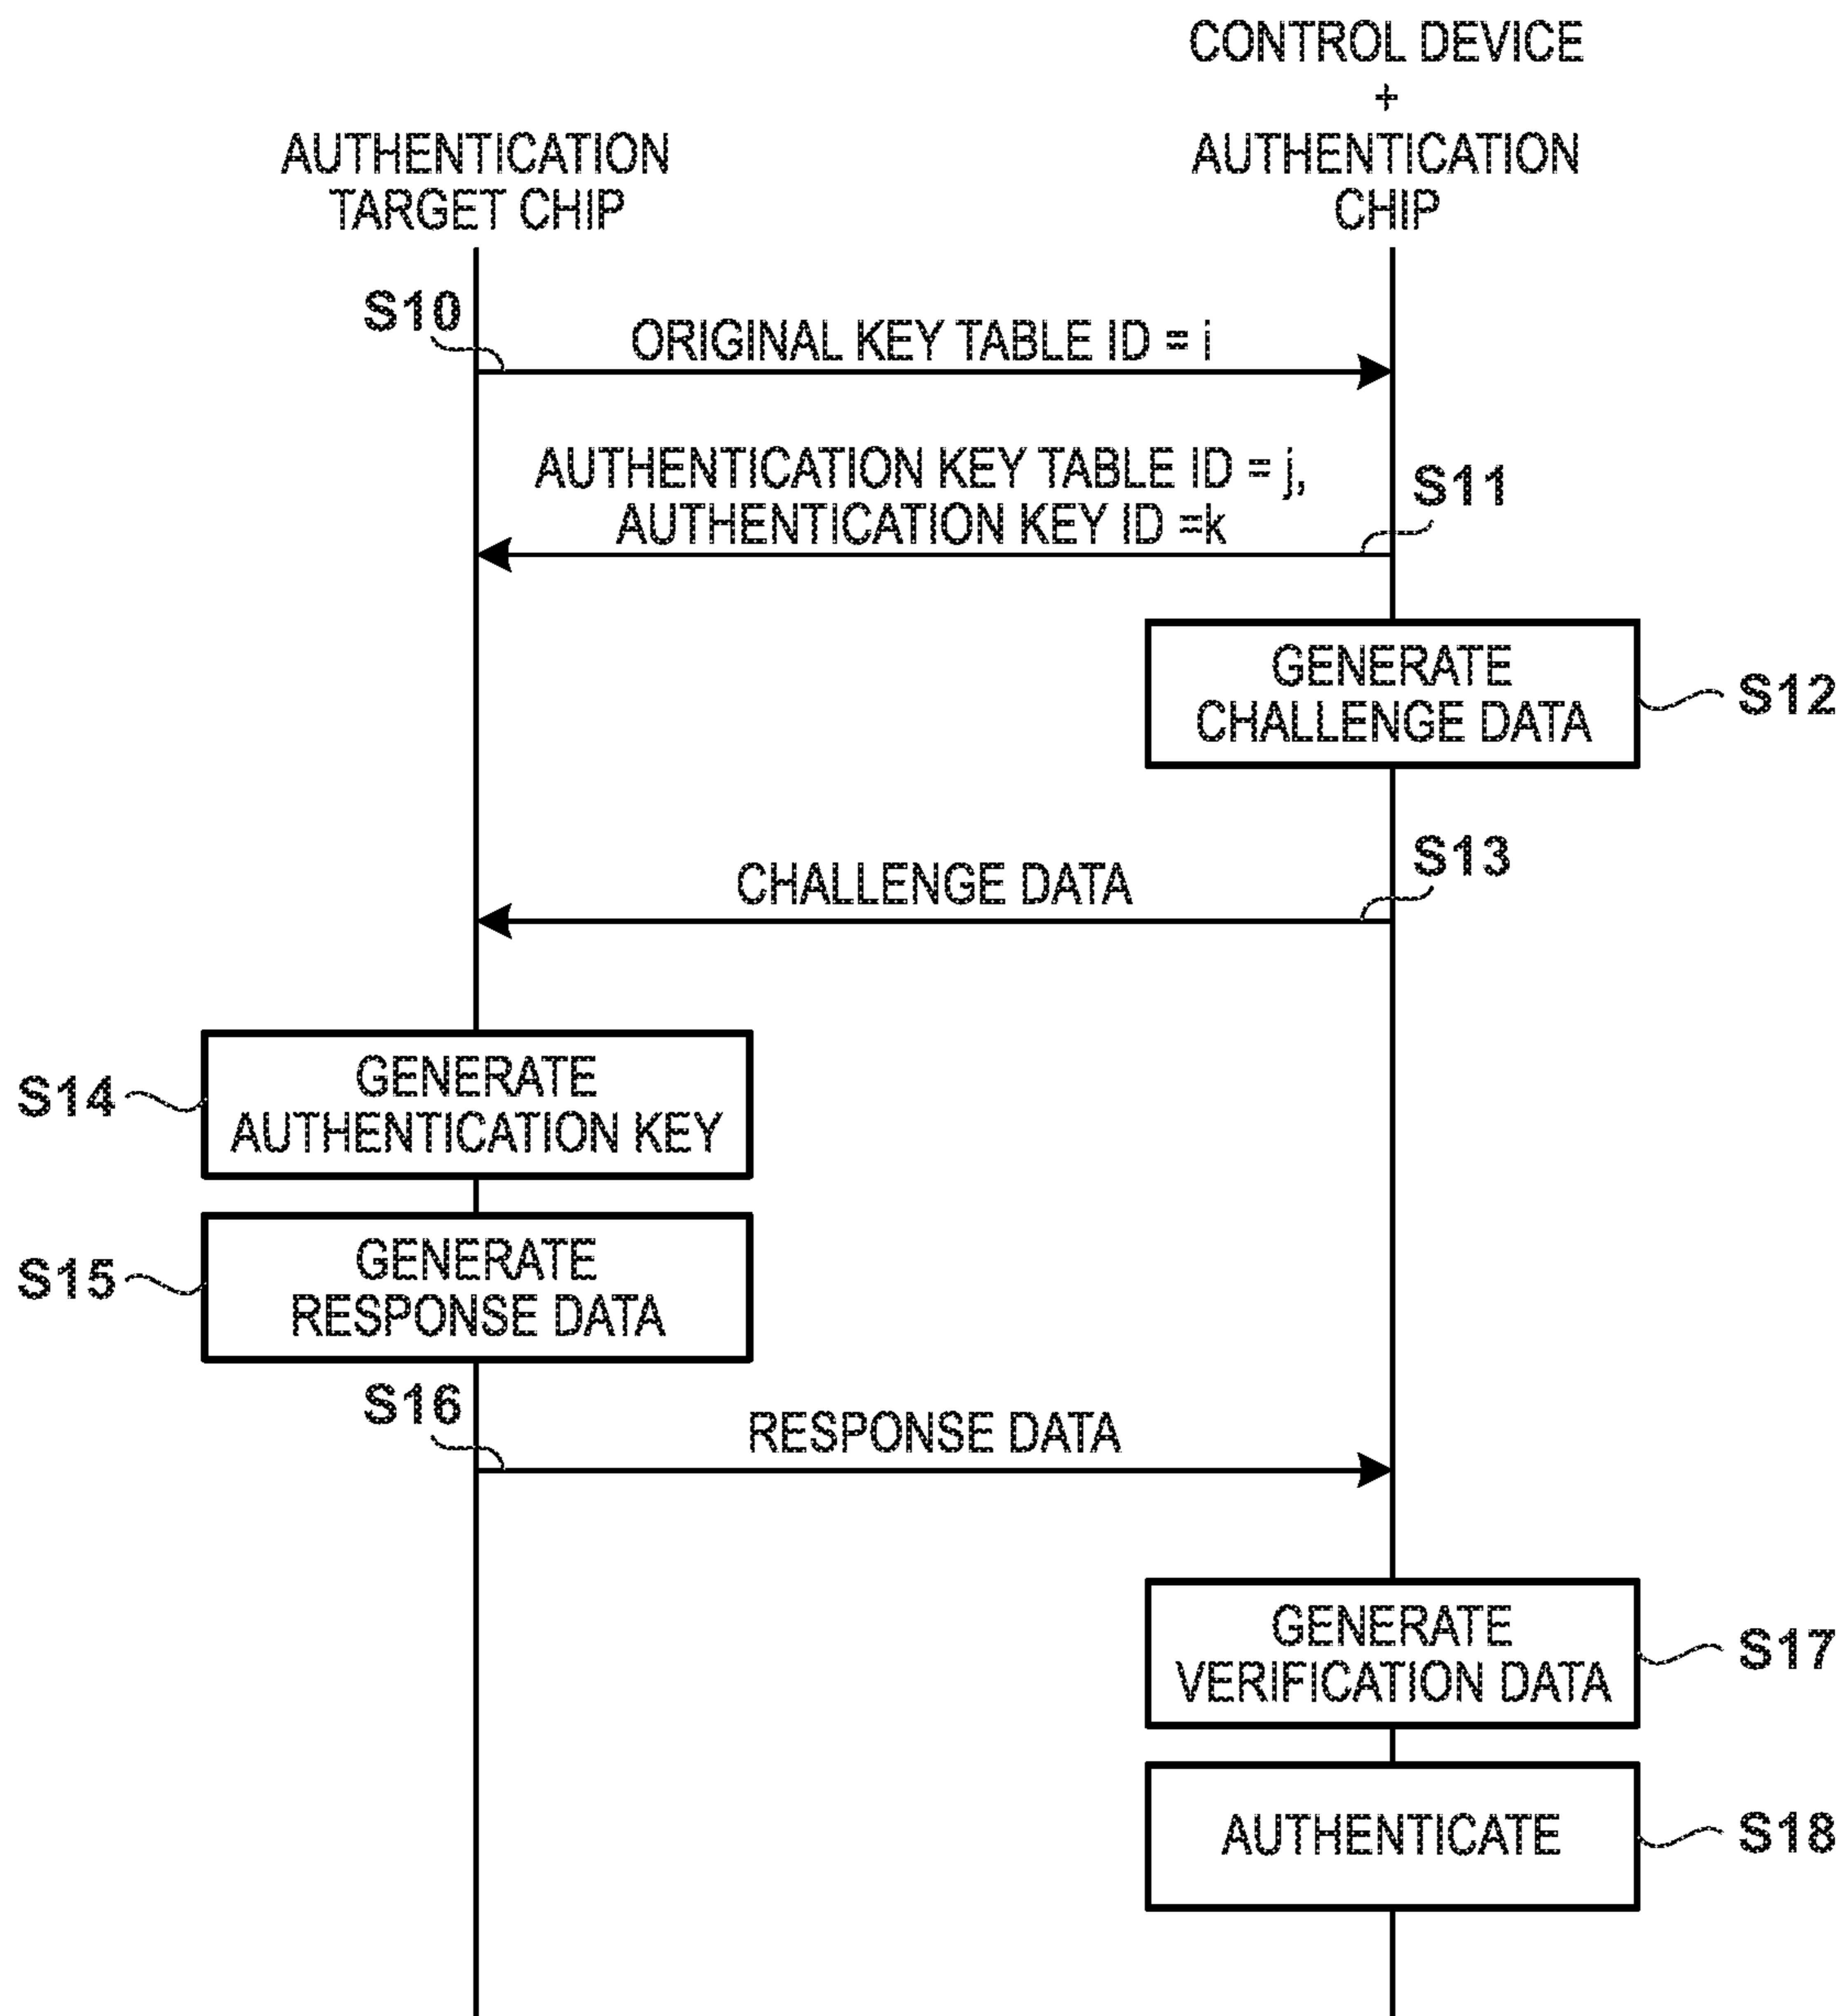 CONTROL DEVICE
+
AUTHENTICATION
CHIP
AUTHENTICATION
TARGET CHIP
S10
ORIGINAL KEY TABLE ID = i
AUTHENTICATION KEY TABLE ID = j,
AUTHENTICATION KEY ID =k
S11
GENERATE
CHALLENGE DATA
S12
S13
CHALLENGE DATA
S14
GENERATE
AUTHENTICATION KEY
S15
GENERATE
RESPONSE DATA
S16
RESPONSE DATA
GENERATE
VERIFICATION DATA
S17
AUTHENTICATE
S18